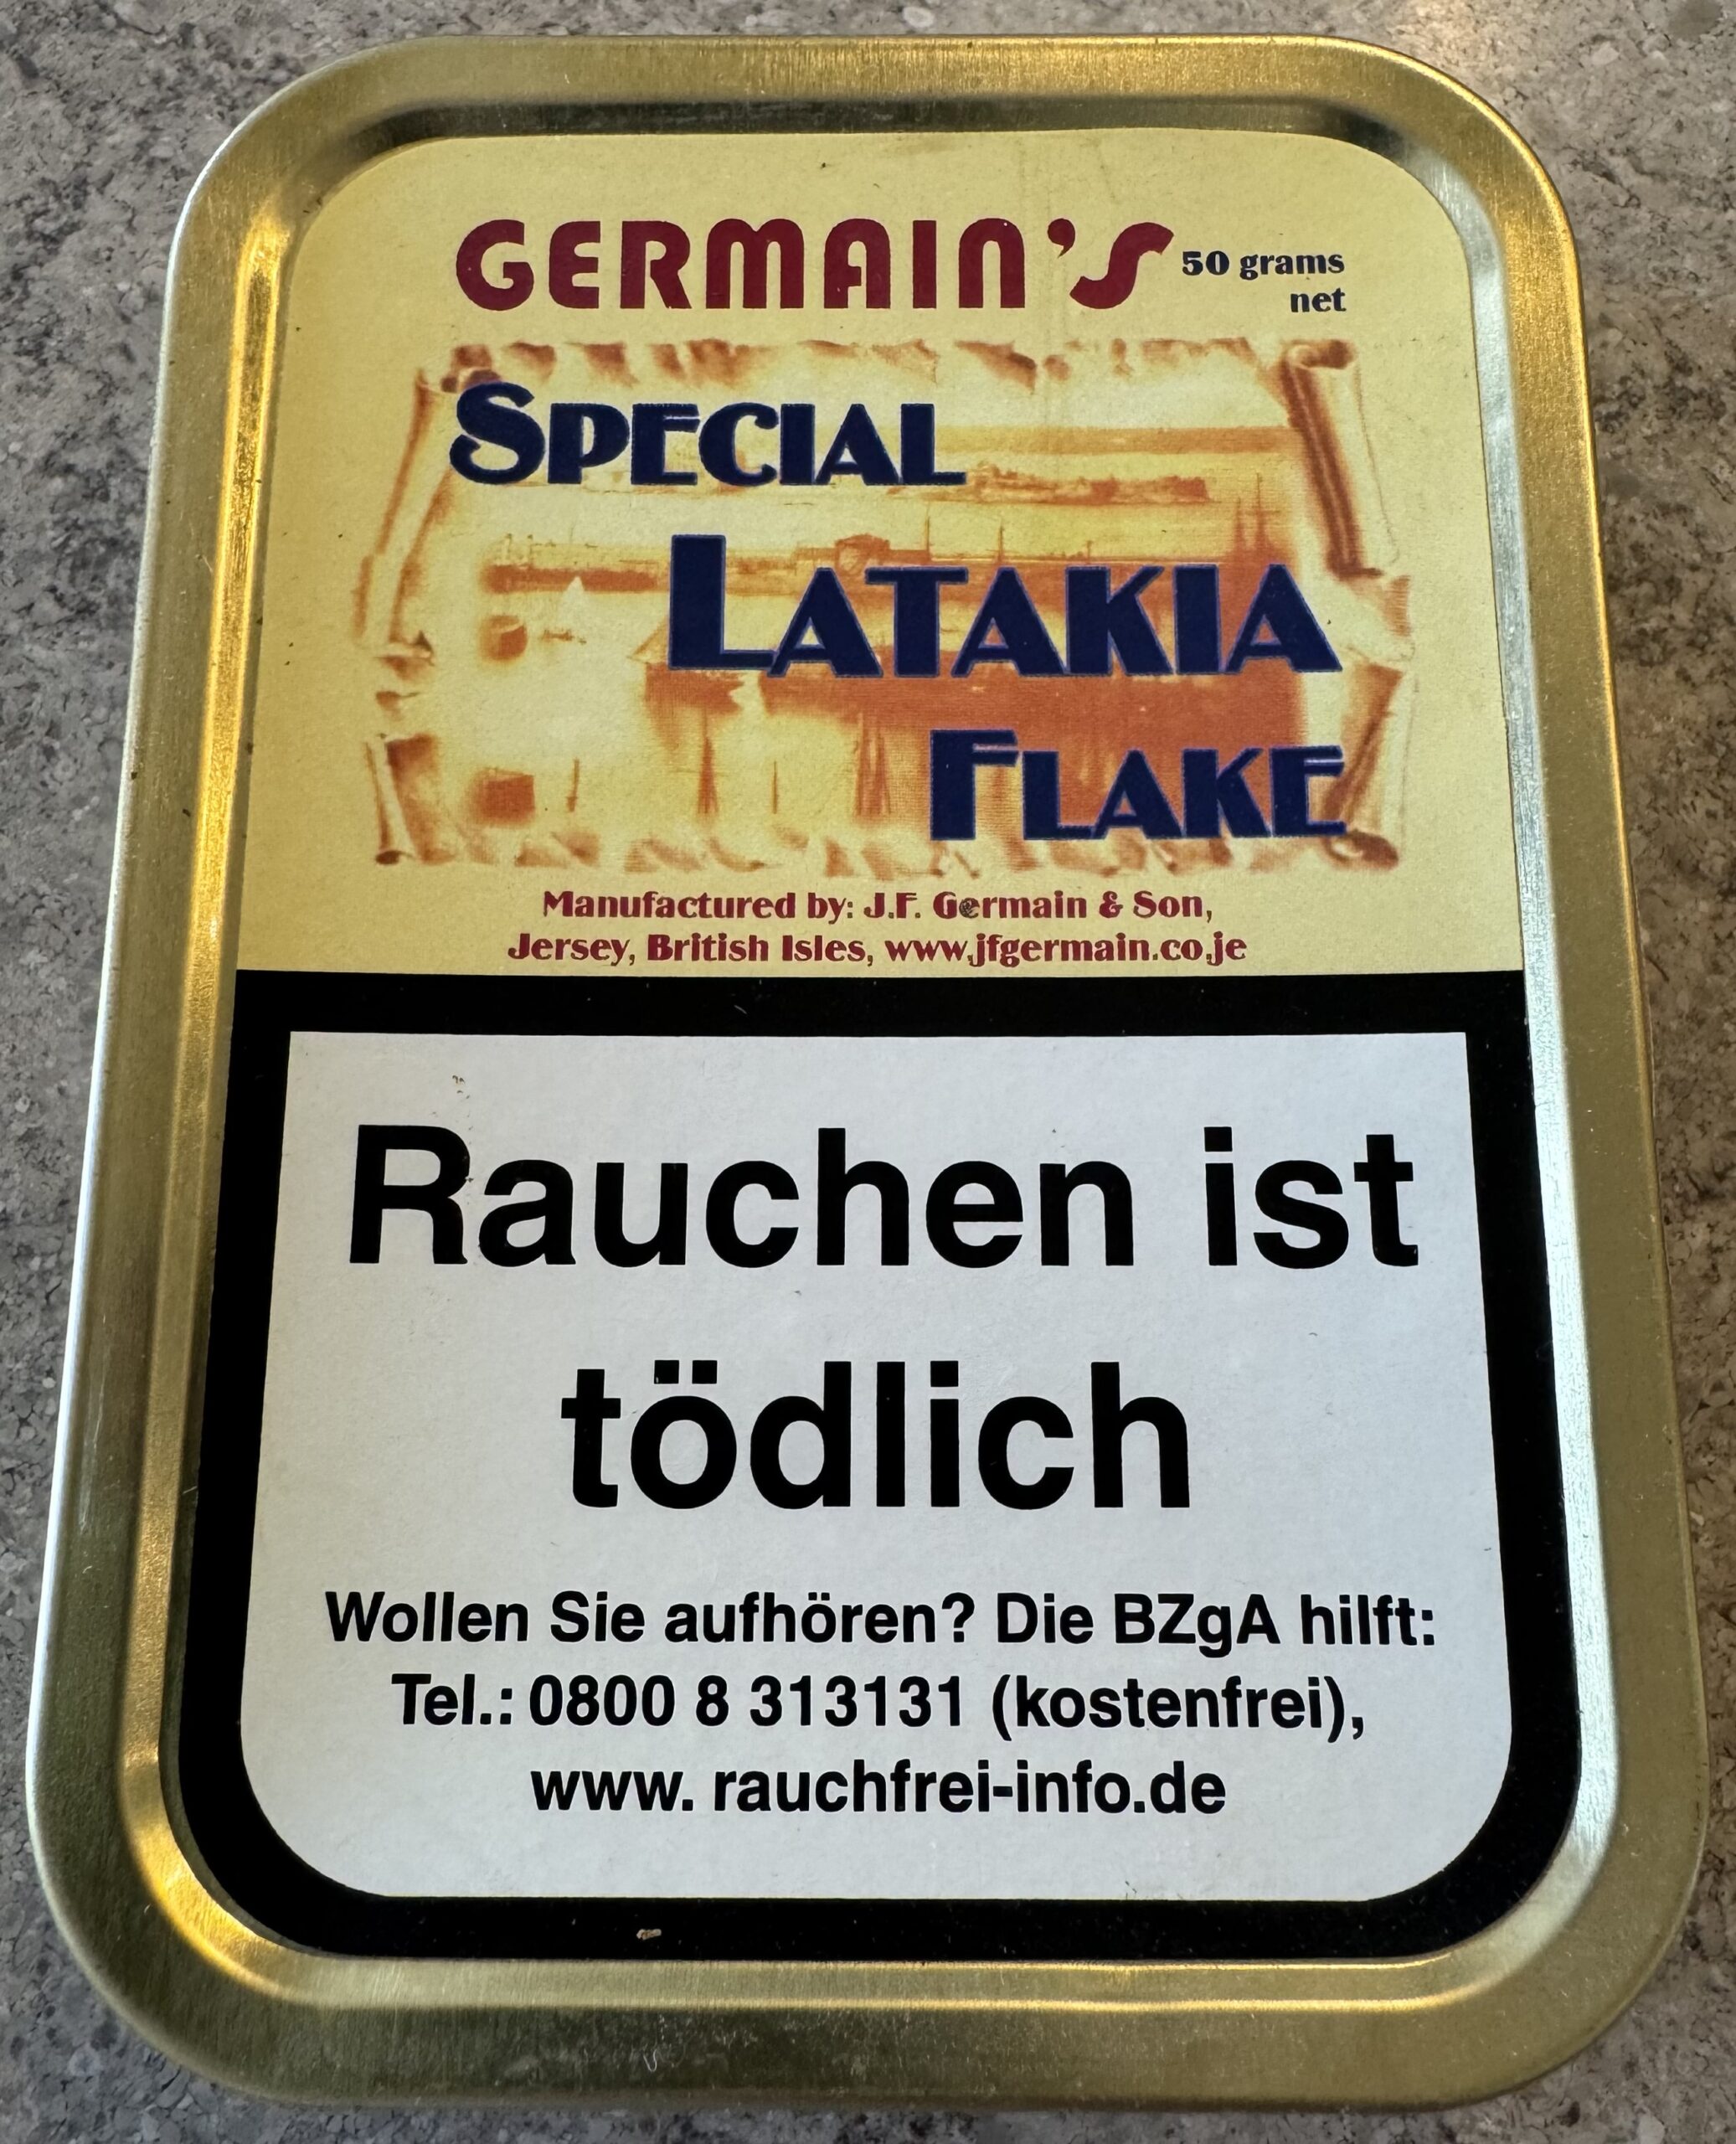 GERMAIN'S 50 grams
net
SPECIAL
LATAKIA
FLAKE
Manufactured by: J.F. Germain & Son,
Jersey, British Isles, www.jfgermain.co.je
Rauchen ist
tödlich
Wollen Sie aufhören? Die BZgA hilft:
Tel.: 0800 8 313131 (kostenfrei),
www. rauchfrei-info.de